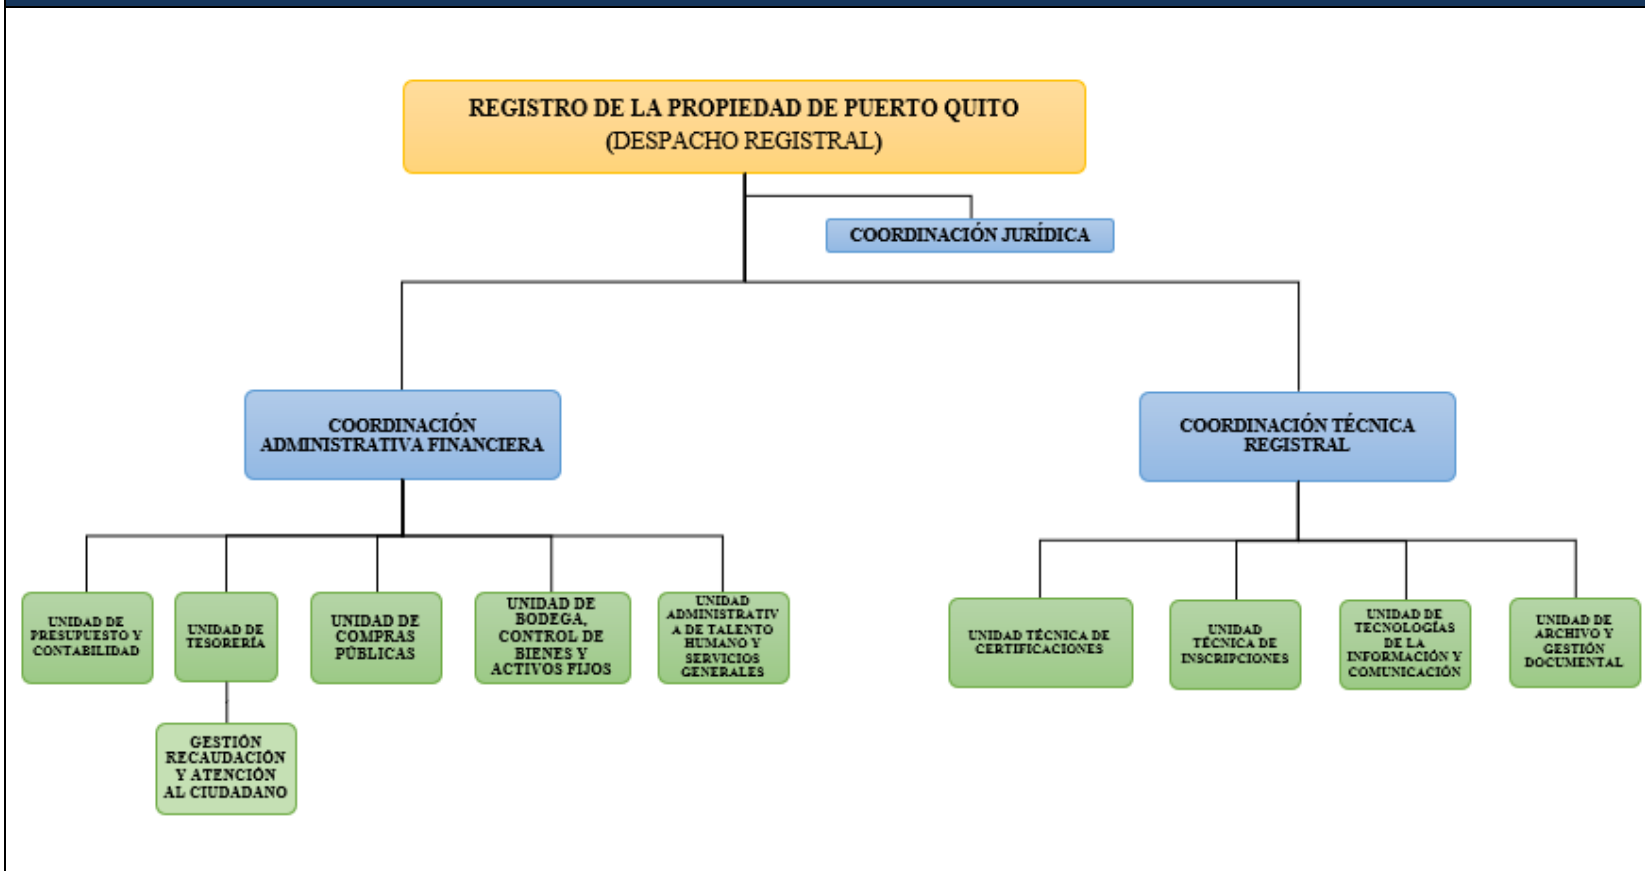 REGISTRO DE LA PROPIEDAD DE PUERTO QUITO
(DESPACHO REGISTRAL)
COORDINACIÓN JURÍDICA
COORDINACIÓN
ADMINISTRATIVA FINANCIERA
COORDINACIÓN TÉCNICA
REGISTRAL
UNIDAD DE
PRESUPUESTO Y
CONTABILIDAD
UNIDAD DE
TESORERÍA
UNIDAD DE
COMPRAS
PÚBLICAS
UNIDAD DE
BODEGA,
CONTROL DE
BIENES Y
ACTIVOS FIJOS
UNIDAD
ADMINISTRATIV
A DE TALENTO
HUMANO Y
SERVICIOS
GENERALES
UNIDAD TÉCNICA DE
CERTIFICACIONES
UNIDAD
TÉCNICA DE
INSCRIPCIONES
UNIDAD DE
TECNOLOGÍAS
DE LA
INFORMACIÓN Y
COMUNICACIÓN
UNIDAD DE
ARCHIVO Y
GESTIÓN
DOCUMENTAL
GESTIÓN
RECAUDACIÓN
Y ATENCIÓN
AL CIUDADANO